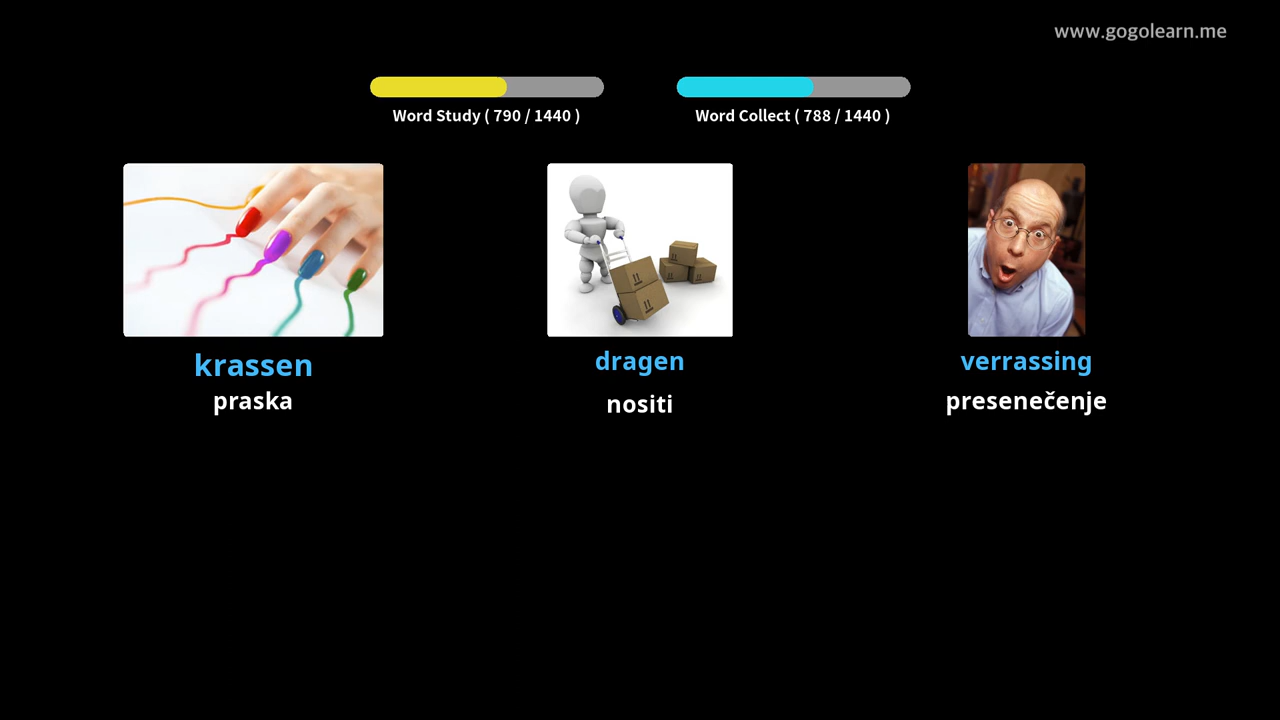 www.gogolearn.me
Word Study ( 790 / 1440 )
Word Collect ( 788 / 1440 )
krassen
dragen
verrassing
praska
nositi
presenečenje